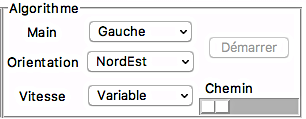 Algorithme
Main Gauche
Démarrer
Orientation NordEst
Vitesse Variable
Chemin